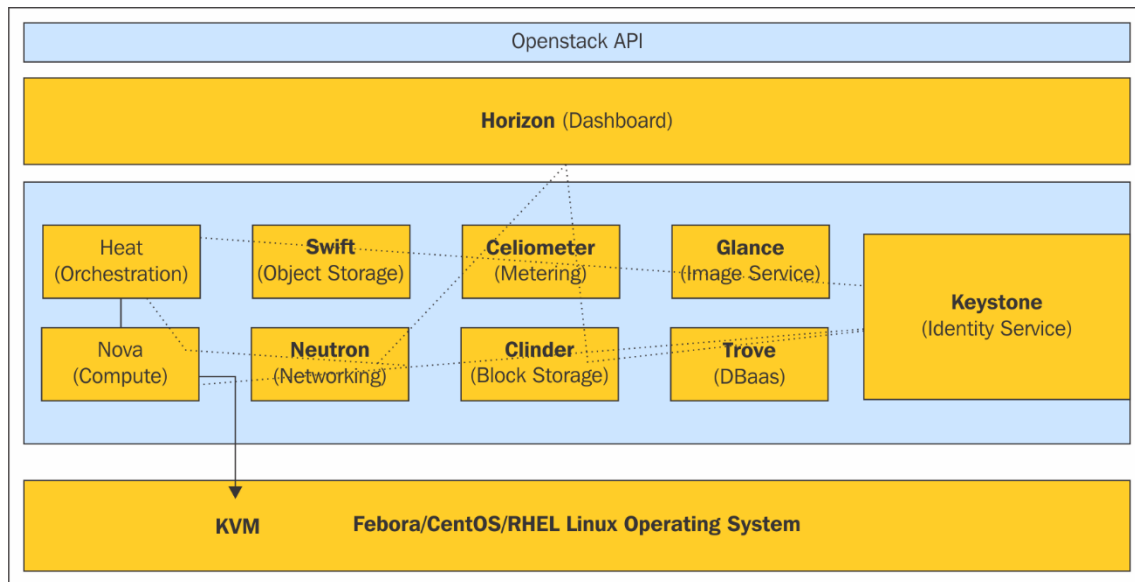 Openstack API
Horizon (Dashboard)
Heat
(Orchestration)
Swift
(Object Storage)
Celiometer
(Metering)
Glance
(Image Service)
Keystone
(Identity Service)
Nova
(Compute)
Neutron
(Networking)
Clinder
(Block Storage)
Trove
(DBaas)
KVM
Febora/CentOS/RHEL Linux Operating System